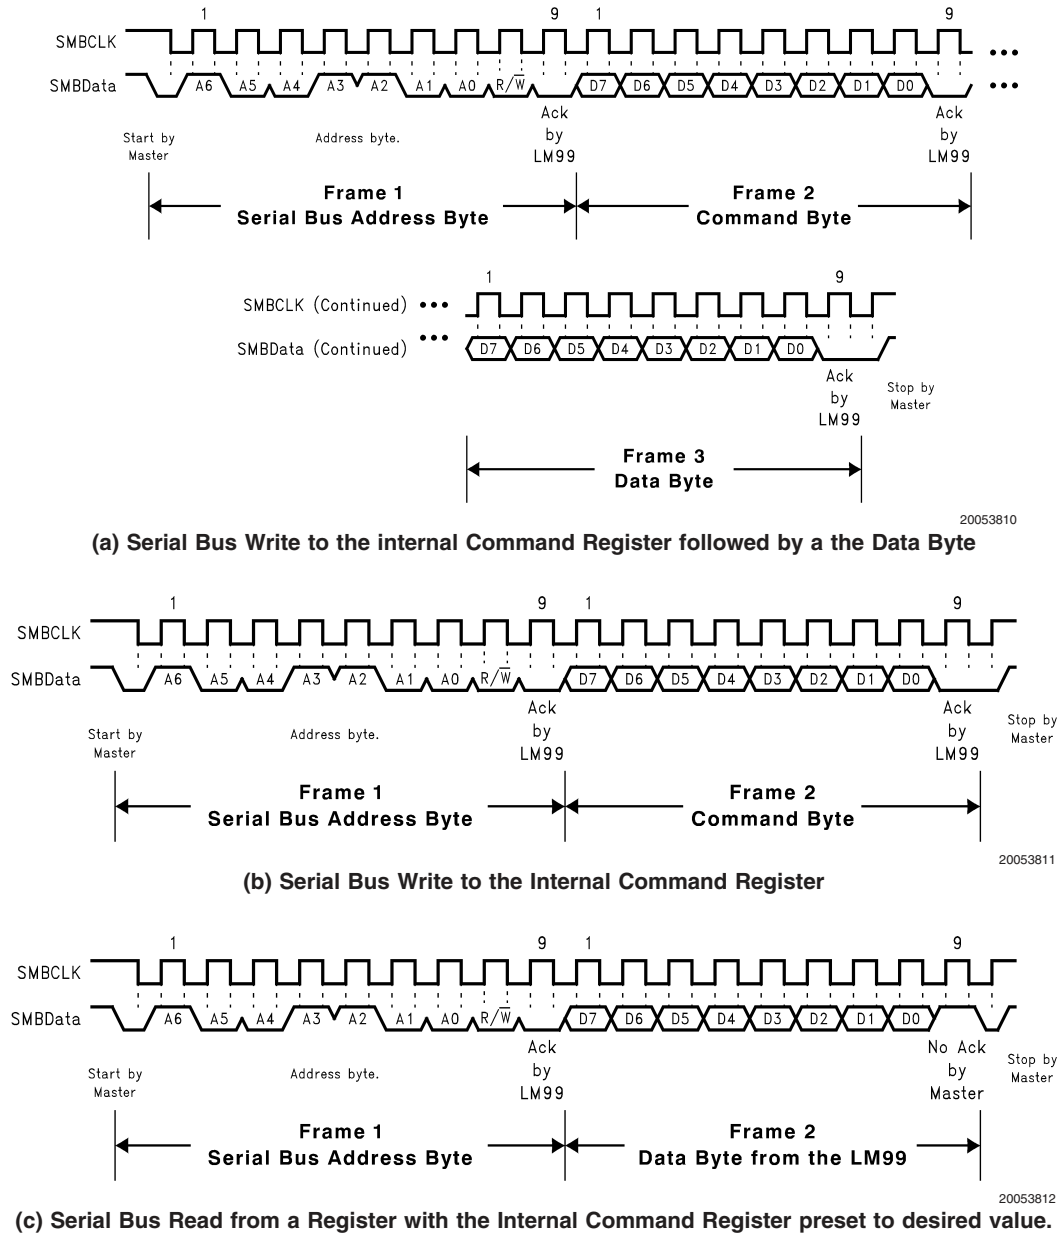 1 9 1 9
SMBCLK •••
SMBData A6 A5 A4 A3 A2 A1 A0 R/W̅ D7 D6 D5 D4 D3 D2 D1 D0 •••
Start by Master
Address byte.
Ack by LM99
Ack by LM99
Frame 1
Serial Bus Address Byte
Frame 2
Command Byte
1 9
SMBCLK (Continued) •••
SMBData (Continued) ••• D7 D6 D5 D4 D3 D2 D1 D0
Ack by LM99
Stop by Master
Frame 3
Data Byte
20053810
(a) Serial Bus Write to the internal Command Register followed by a the Data Byte
1 9 1 9
SMBCLK
SMBData A6 A5 A4 A3 A2 A1 A0 R/W̅ D7 D6 D5 D4 D3 D2 D1 D0
Start by Master
Address byte.
Ack by LM99
Ack by LM99
Stop by Master
Frame 1
Serial Bus Address Byte
Frame 2
Command Byte
20053811
(b) Serial Bus Write to the Internal Command Register
1 9 1 9
SMBCLK
SMBData A6 A5 A4 A3 A2 A1 A0 R/W̅ D7 D6 D5 D4 D3 D2 D1 D0
Start by Master
Address byte.
Ack by LM99
No Ack by Master
Stop by Master
Frame 1
Serial Bus Address Byte
Frame 2
Data Byte from the LM99
20053812
(c) Serial Bus Read from a Register with the Internal Command Register preset to desired value.